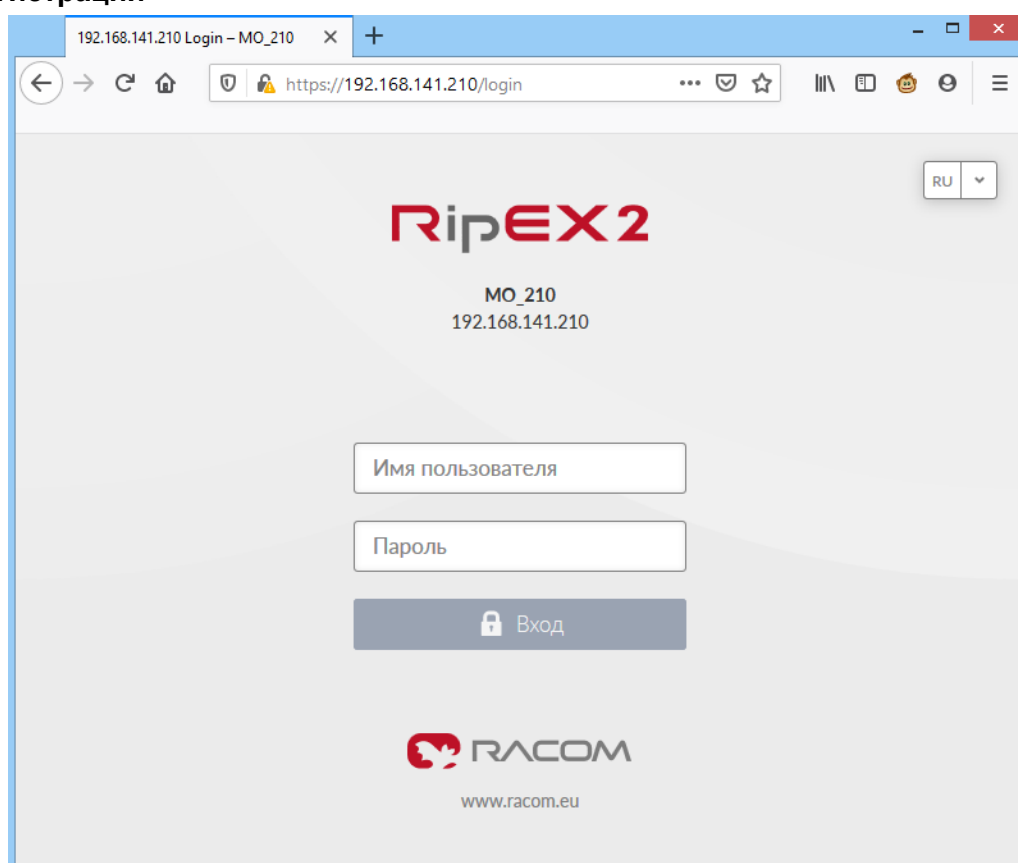 192.168.141.210 Login – MO_210
https://192.168.141.210/login
RU
RipEX2
MO_210
192.168.141.210
Имя пользователя
Пароль
Вход
RACOM
www.racom.eu